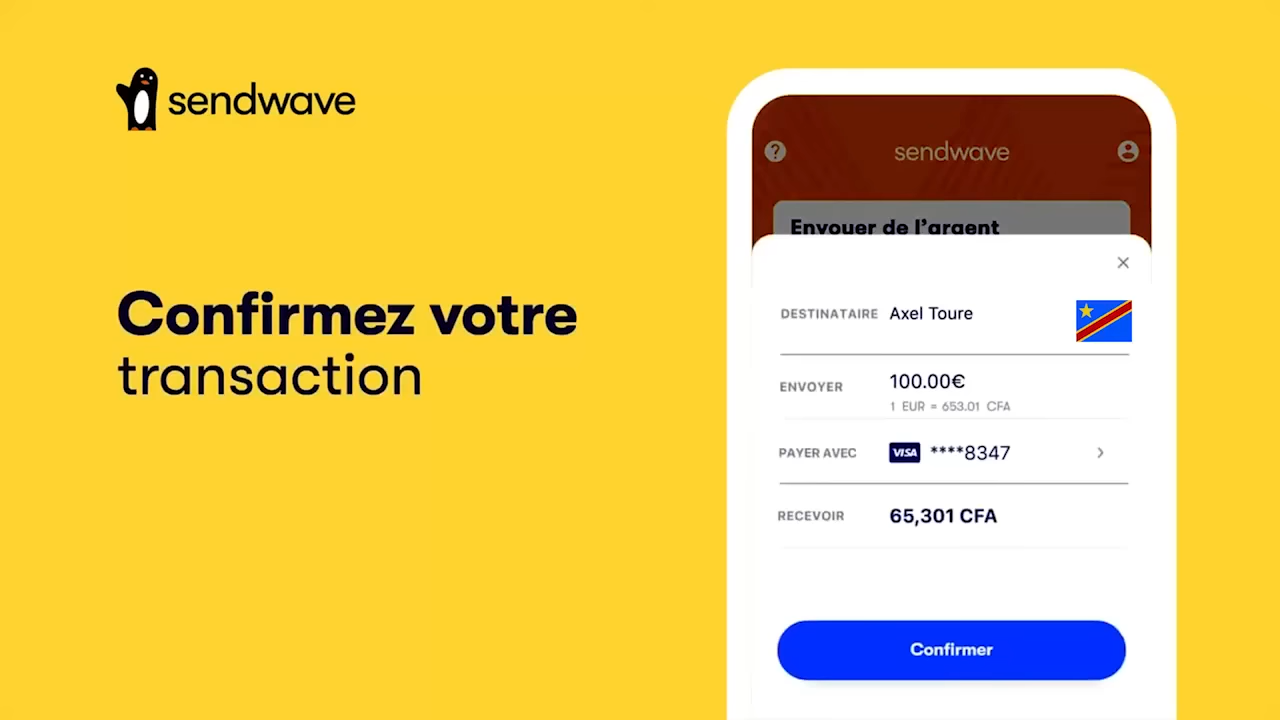 sendwave
Confirmez votre
transaction
?
sendwave
Envoyer de l'argent
DESTINATAIRE Axel Toure
ENVOYER 100.00€
1 EUR = 653.01 CFA
PAYER AVEC VISA ****8347
RECEVOIR 65,301 CFA
Confirmer